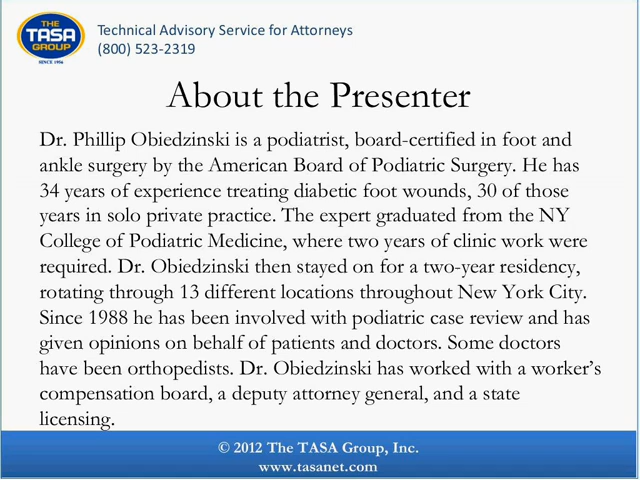 THE
TASA
GROUP
SINCE 1956
Technical Advisory Service for Attorneys
(800) 523-2319
About the Presenter
Dr. Phillip Obiedzinski is a podiatrist, board-certified in foot and
ankle surgery by the American Board of Podiatric Surgery. He has
34 years of experience treating diabetic foot wounds, 30 of those
years in solo private practice. The expert graduated from the NY
College of Podiatric Medicine, where two years of clinic work were
required. Dr. Obiedzinski then stayed on for a two-year residency,
rotating through 13 different locations throughout New York City.
Since 1988 he has been involved with podiatric case review and has
given opinions on behalf of patients and doctors. Some doctors
have been orthopedists. Dr. Obiedzinski has worked with a worker's
compensation board, a deputy attorney general, and a state
licensing.
© 2012 The TASA Group, Inc.
www.tasanet.com